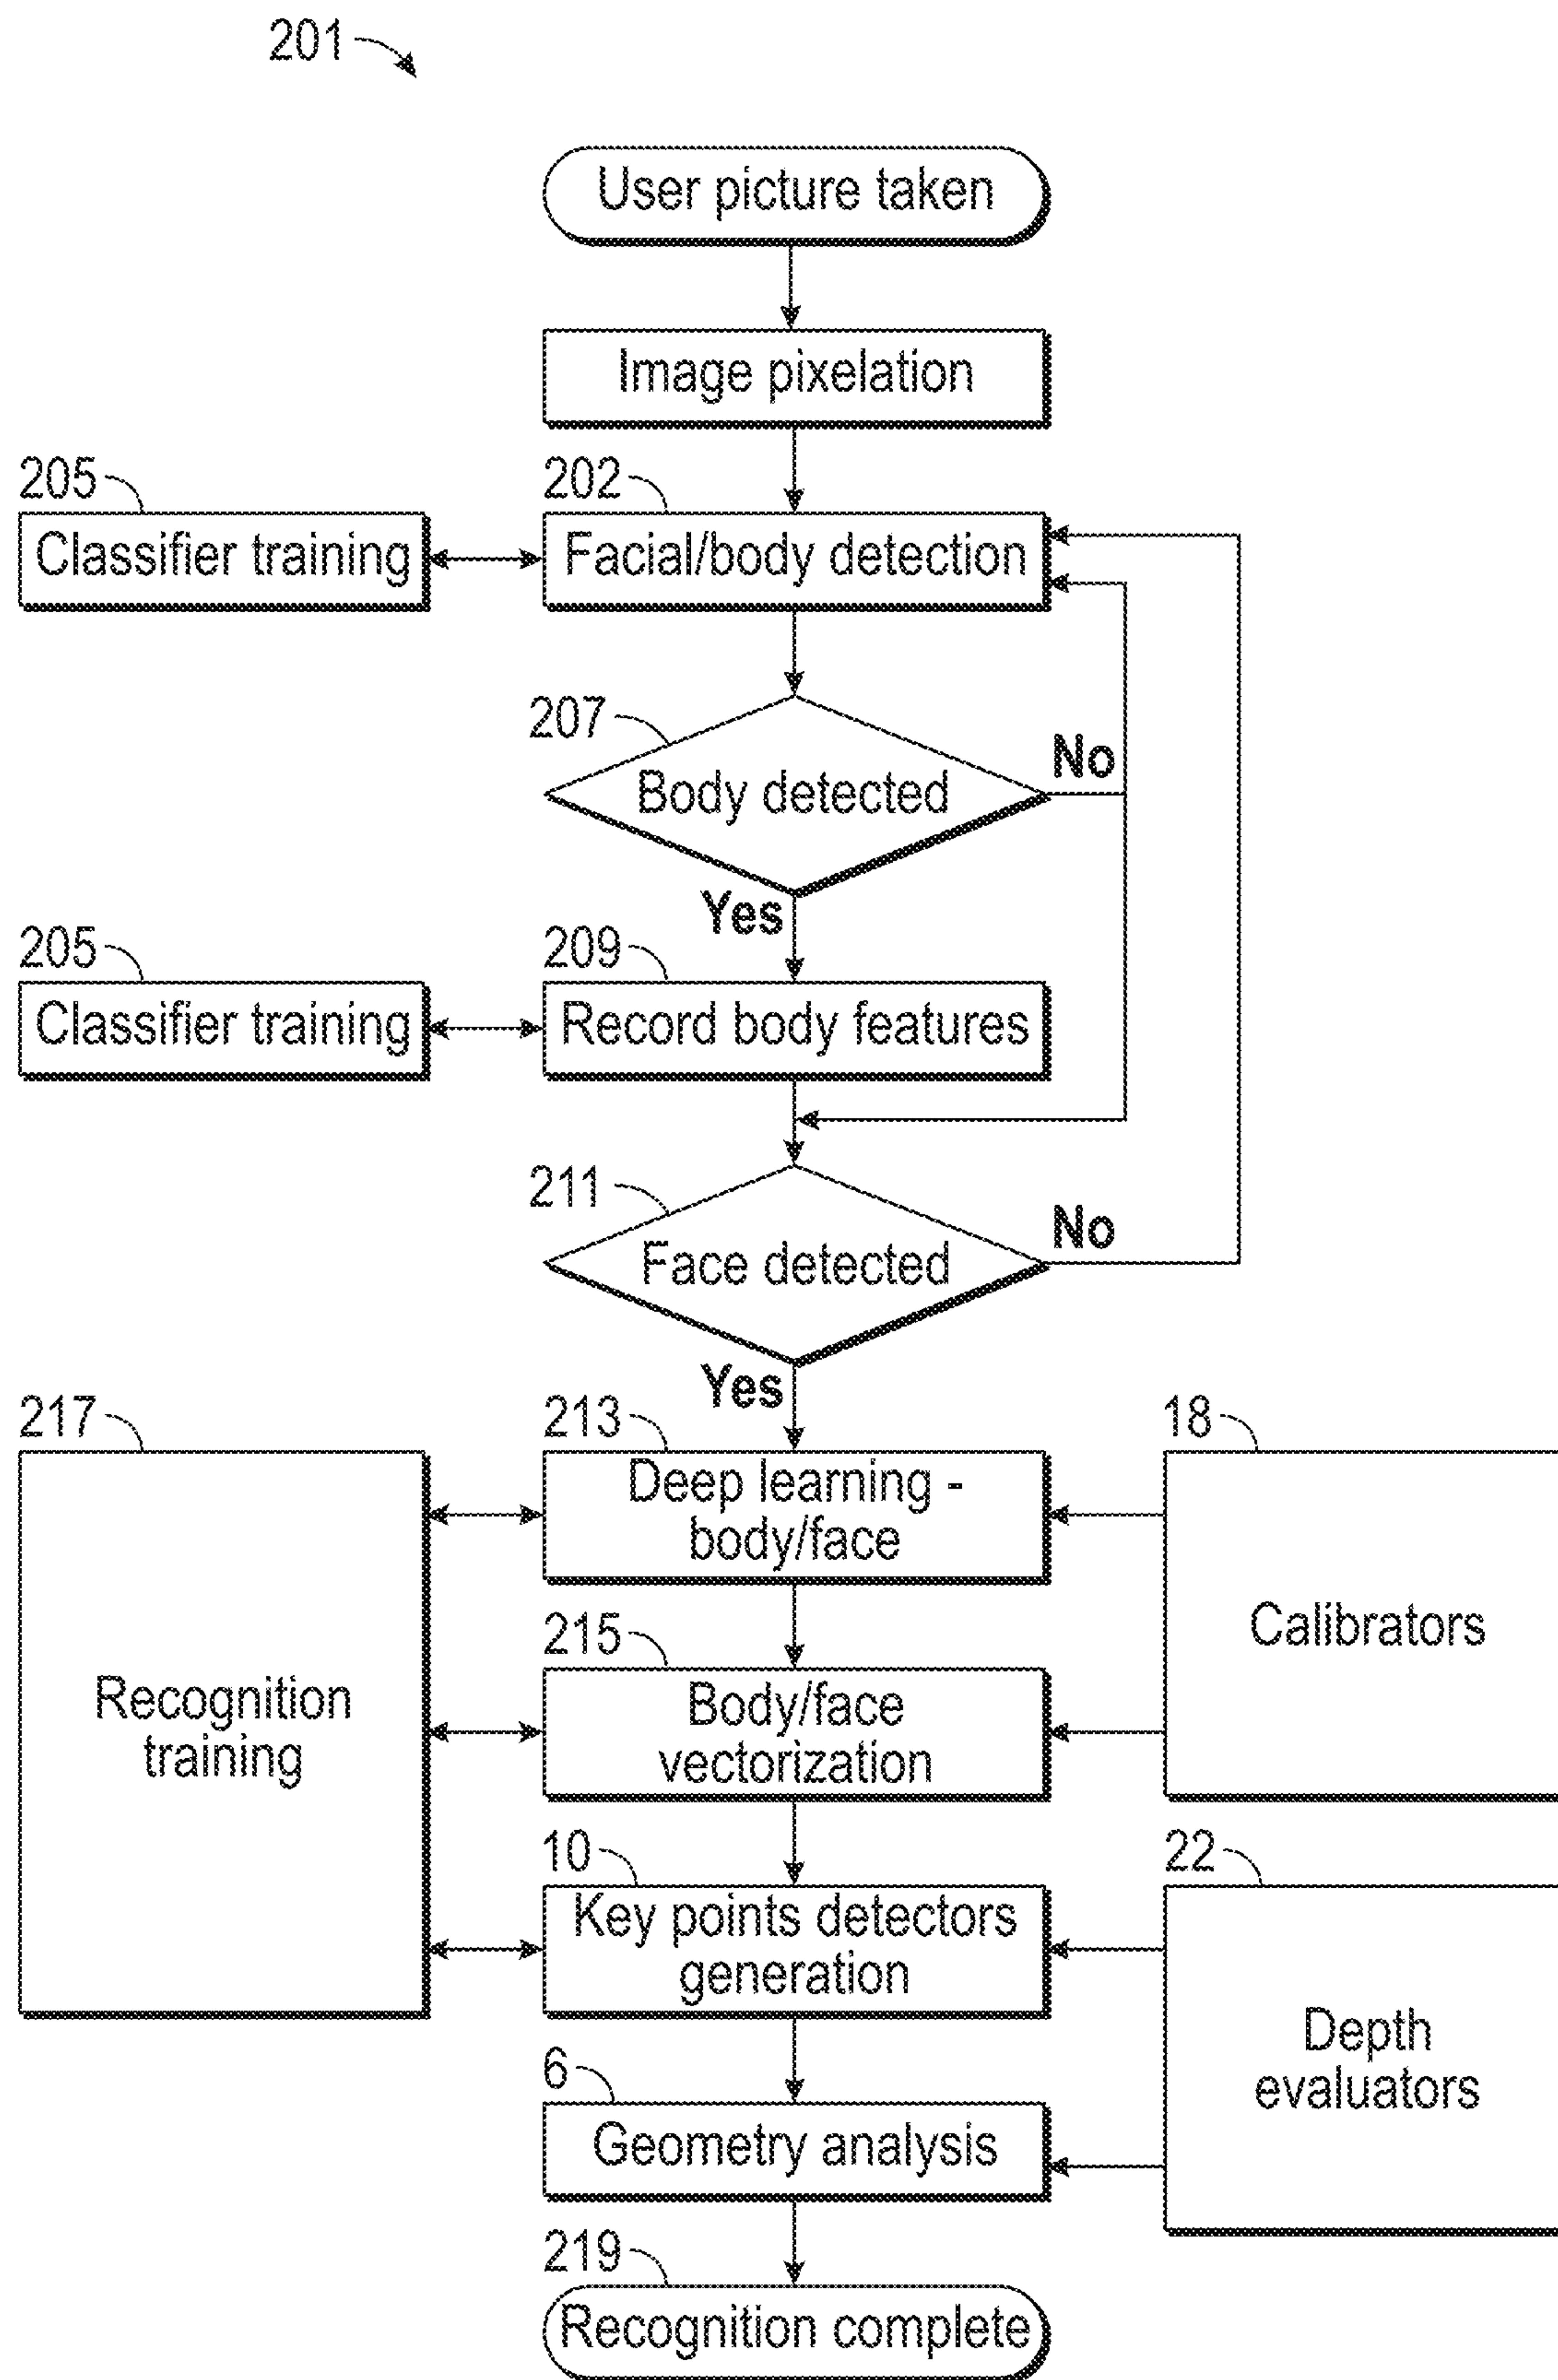 201
User picture taken
Image pixelation
205
202
Classifier training
Facial/body detection
207
No
Body detected
Yes
205
209
Classifier training
Record body features
211
No
Face detected
Yes
217
213
18
Deep learning -
body/face
Calibrators
215
Recognition
training
Body/face
vectorization
10
22
Key points detectors
generation
Depth
evaluators
6
Geometry analysis
219
Recognition complete